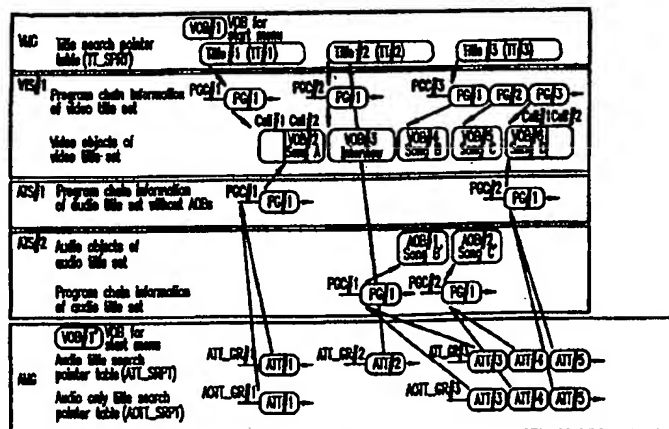 VOB/1 VOB for start menu
VMG Title search pointer table (TT_SRPT)
Title /1 (TT/1) Title /2 (TT/2) Title /3 (TT/3)
VTS/1 Program chain information of video title set
PGC/1 PG/1 PGC/2 PG/1 PGC/3 PG/1 PG/2 PG/3
Cell/1 Cell/2 Cell/1 Cell/2
Video objects of video title set
VOB/2 Song A VOB/3 Interview VOB/4 Song B VOB/5 Song C
ATS/1 Program chain information of audio title set without AOBs
PGC/1 PG/1 PGC/2 PG/1
ATS/2 Audio objects of audio title set
AOB/1 Song B' AOB/2 Song C'
Program chain information of audio title set
PGC/1 PG/1 PGC/2 PG/1
VOB/1 VOB for start menu
AMG Audio title search pointer table (ATT_SRPT)
ATT_GR/1 ATT/1 ATT_GR/2 ATT/2 ATT_GR/3 ATT/3 ATT/4 ATT/5
Audio only title search pointer table (AOTT_SRPT)
AOTT_GR/1 ATT/1 AOTT_GR/3 ATT/3 ATT/4 ATT/5